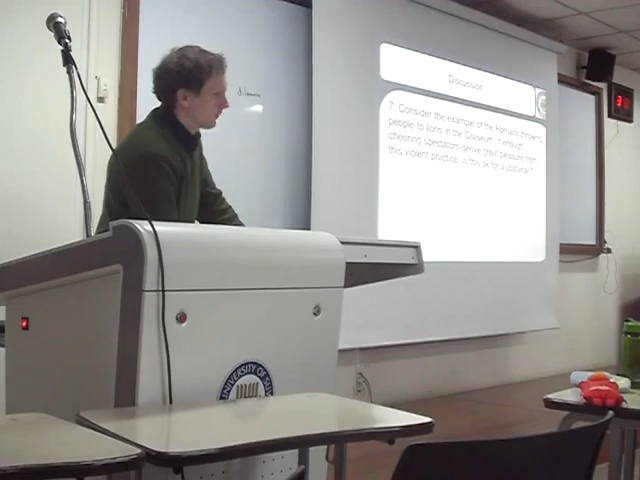 dilemma
Discussion
7. Consider the example of the Romans throwing
people to lions in the Coliseum. If enough
cheering spectators derive great pleasure from
this violent practice, is this ok for a utilitarian?
UNIVERSITY OF